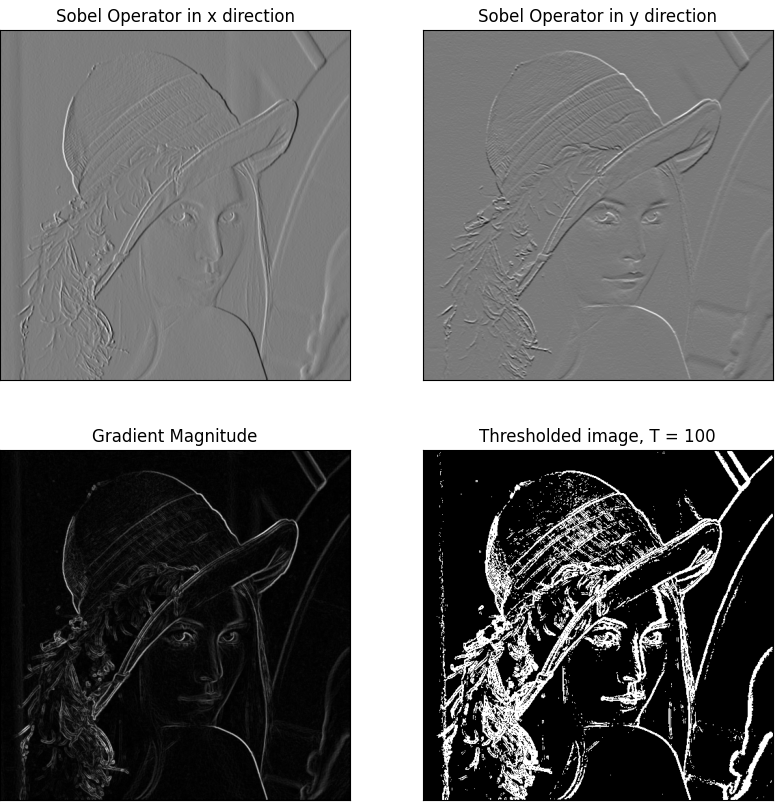 Sobel Operator in x direction
Sobel Operator in y direction
Gradient Magnitude
Thresholded image, T = 100